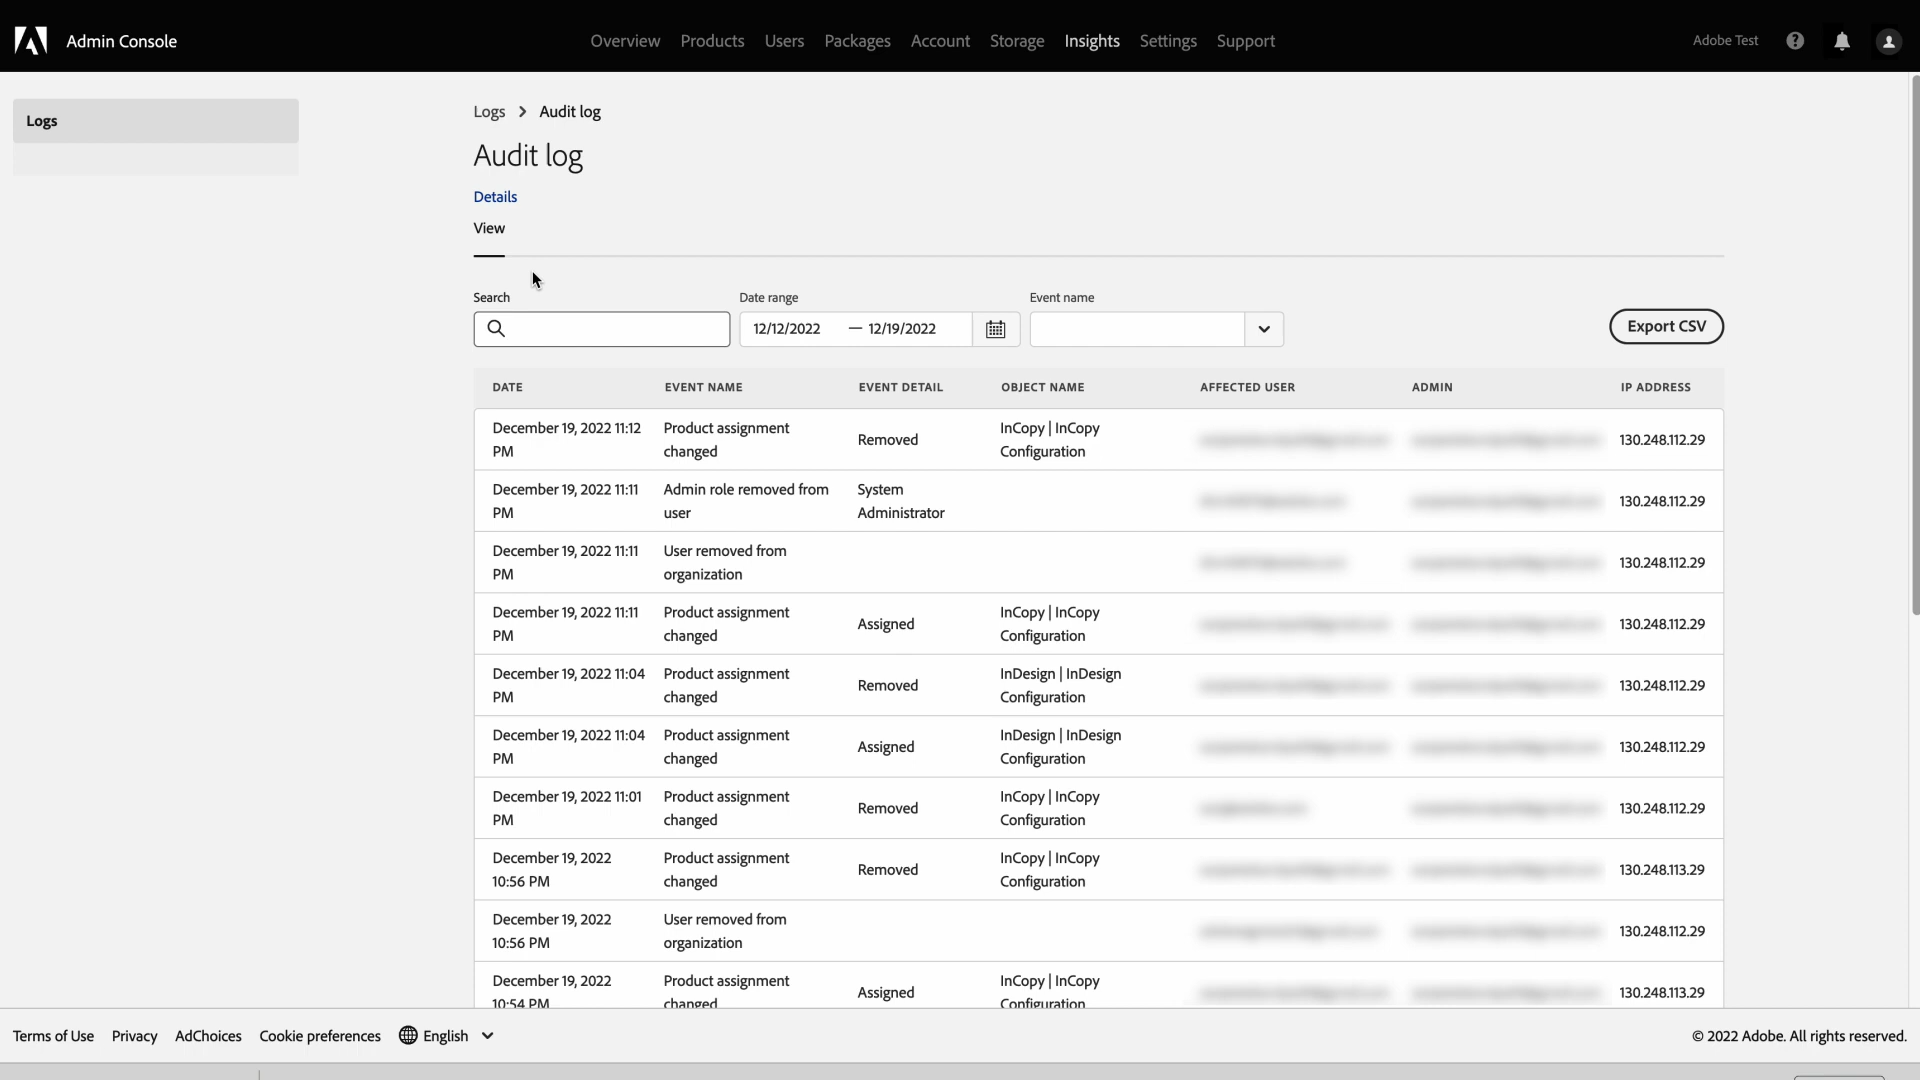 Admin Console
Overview Products Users Packages Account Storage Insights Settings Support
Adobe Test
Logs
Logs > Audit log
Audit log
Details
View
Search Date range Event name
12/12/2022 — 12/19/2022
Export CSV
DATE EVENT NAME EVENT DETAIL OBJECT NAME AFFECTED USER ADMIN IP ADDRESS
December 19, 2022 11:12 Product assignment Removed InCopy | InCopy 130.248.112.29
PM changed Configuration
December 19, 2022 11:11 Admin role removed from System 130.248.112.29
PM user Administrator
December 19, 2022 11:11 User removed from 130.248.112.29
PM organization
December 19, 2022 11:11 Product assignment Assigned InCopy | InCopy 130.248.112.29
PM changed Configuration
December 19, 2022 11:04 Product assignment Removed InDesign | InDesign 130.248.112.29
PM changed Configuration
December 19, 2022 11:04 Product assignment Assigned InDesign | InDesign 130.248.112.29
PM changed Configuration
December 19, 2022 11:01 Product assignment Removed InCopy | InCopy 130.248.112.29
PM changed Configuration
December 19, 2022 Product assignment Removed InCopy | InCopy 130.248.113.29
10:56 PM changed Configuration
December 19, 2022 User removed from 130.248.112.29
10:56 PM organization
December 19, 2022 Product assignment Assigned InCopy | InCopy 130.248.113.29
10:54 PM changed Configuration
Terms of Use Privacy AdChoices Cookie preferences English
© 2022 Adobe. All rights reserved.